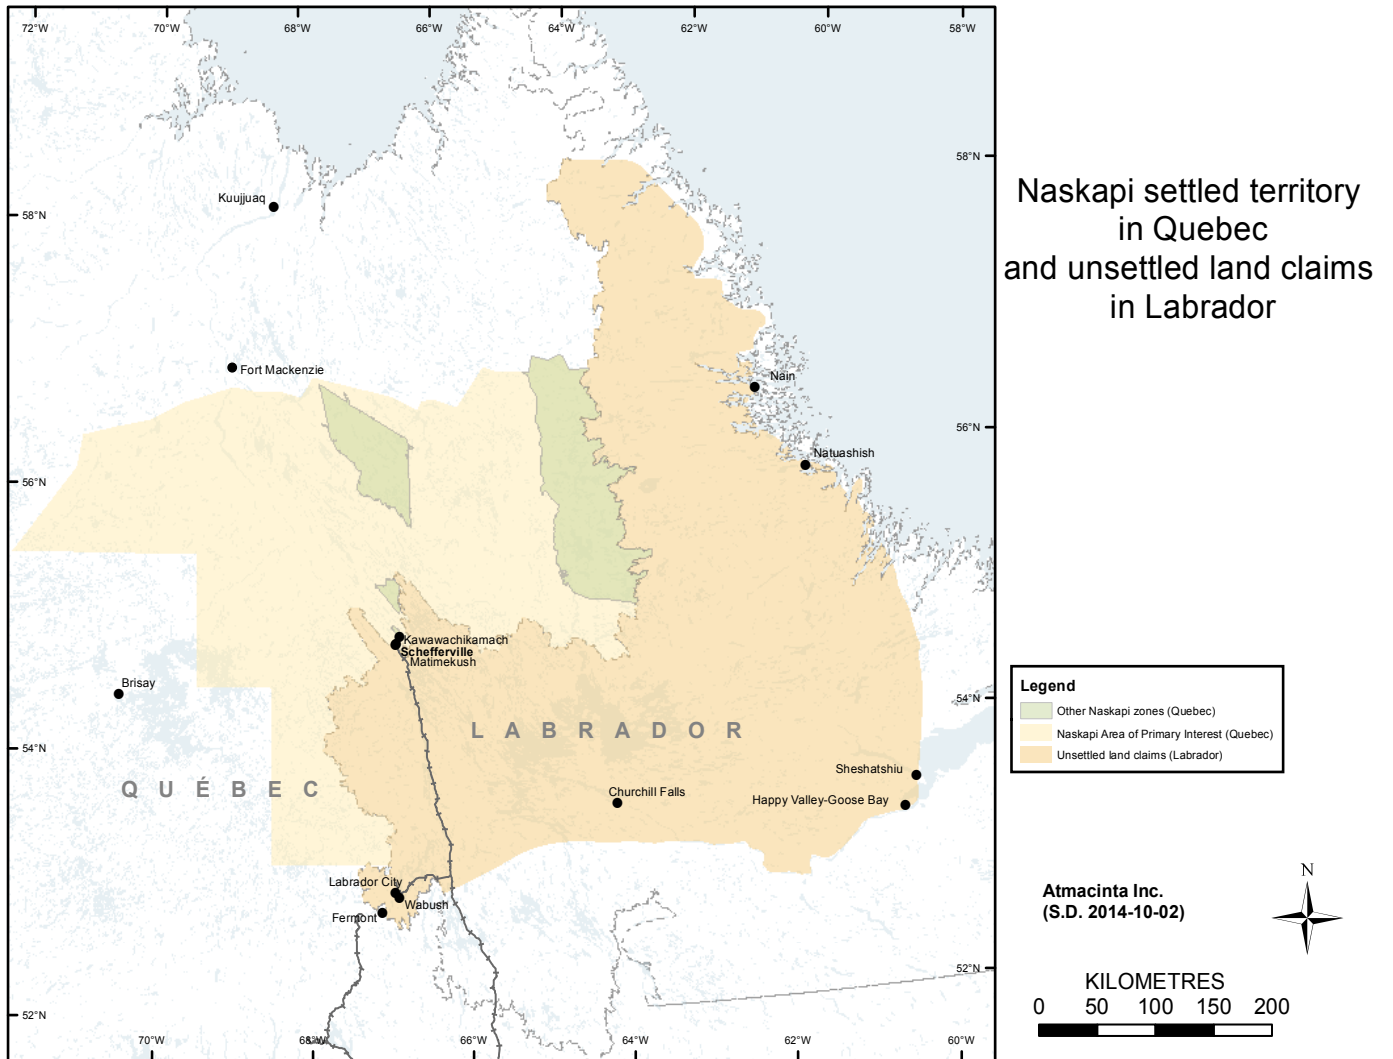 72°W 70°W 68°W 66°W 64°W 62°W 60°W 58°W
58°N
58°N
Kuujjuaq
Naskapi settled territory
in Quebec
and unsettled land claims
in Labrador
Fort Mackenzie
Nain
56°N
Natuashish
56°N
Kawawachikamach
Schefferville
Matimekush
Brisay
54°N
LABRADOR
54°N
QUÉBEC
Sheshatshiu
Churchill Falls
Happy Valley-Goose Bay
Legend
Other Naskapi zones (Quebec)
Naskapi Area of Primary Interest (Quebec)
Unsettled land claims (Labrador)
Labrador City
Wabush
Fermont
N
Atmacinta Inc.
(S.D. 2014-10-02)
52°N
52°N
KILOMETRES
0 50 100 150 200
70°W 68°W 66°W 64°W 62°W 60°W